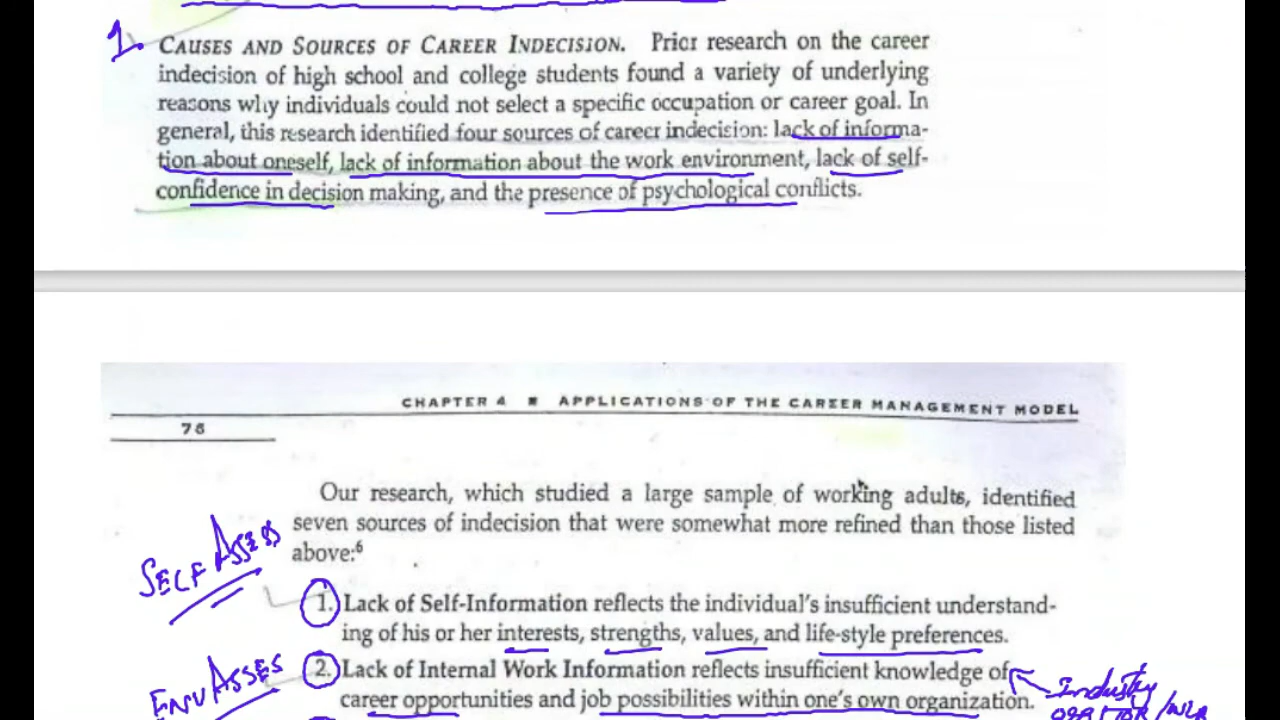 1. CAUSES AND SOURCES OF CAREER INDECISION. Prior research on the career
indecision of high school and college students found a variety of underlying
reasons why individuals could not select a specific occupation or career goal. In
general, this research identified four sources of career indecision: lack of informa-
tion about oneself, lack of information about the work environment, lack of self-
confidence in decision making, and the presence of psychological conflicts.
CHAPTER 4 ■ APPLICATIONS OF THE CAREER MANAGEMENT MODEL
76
Our research, which studied a large sample of working adults, identified
seven sources of indecision that were somewhat more refined than those listed
above:6
SELF ASSESS
1. Lack of Self-Information reflects the individual's insufficient understand-
ing of his or her interests, strengths, values, and life-style preferences.
ENV ASSES
2. Lack of Internal Work Information reflects insufficient knowledge of
career opportunities and job possibilities within one's own organization.
Industry